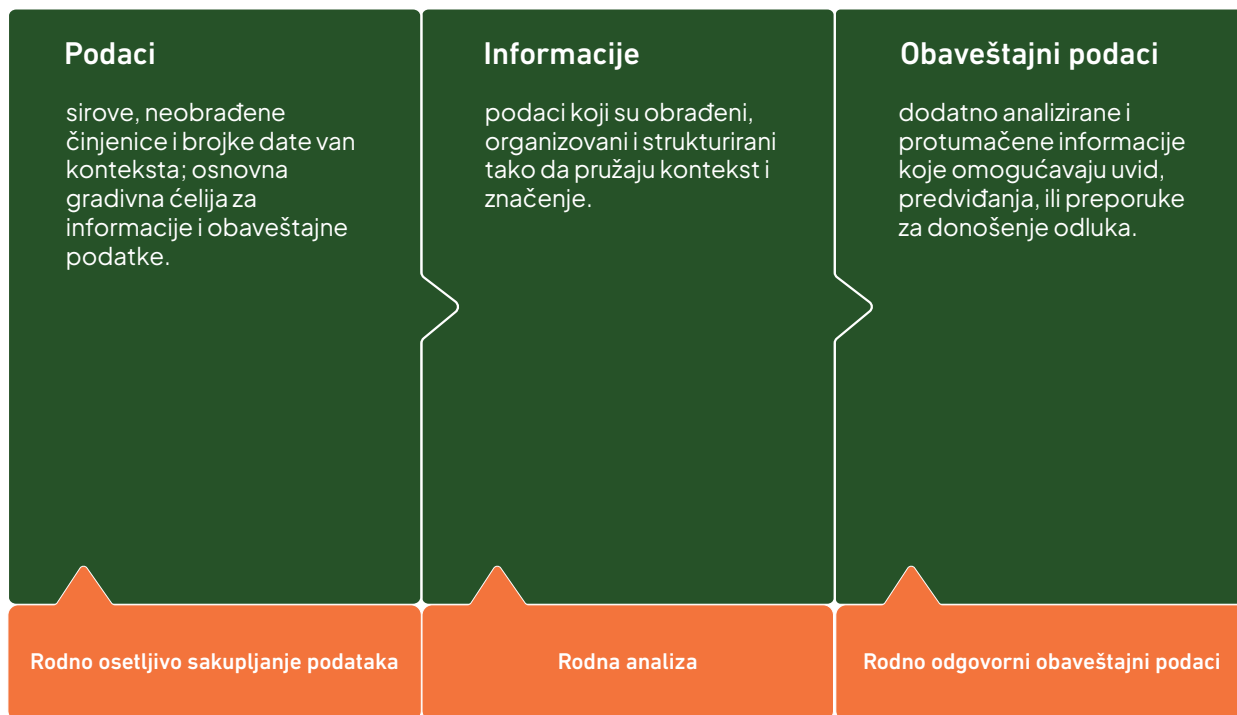 Podaci
sirove, neobrađene
činjenice i brojke date van
konteksta; osnovna
gradivna ćelija za
informacije i obaveštajne
podatke.
Informacije
podaci koji su obrađeni,
organizovani i strukturirani
tako da pružaju kontekst i
značenje.
Obaveštajni podaci
dodatno analizirane i
protumačene informacije
koje omogućavaju uvid,
predviđanja, ili preporuke
za donošenje odluka.
Rodno osetljivo sakupljanje podataka
Rodna analiza
Rodno odgovorni obaveštajni podaci